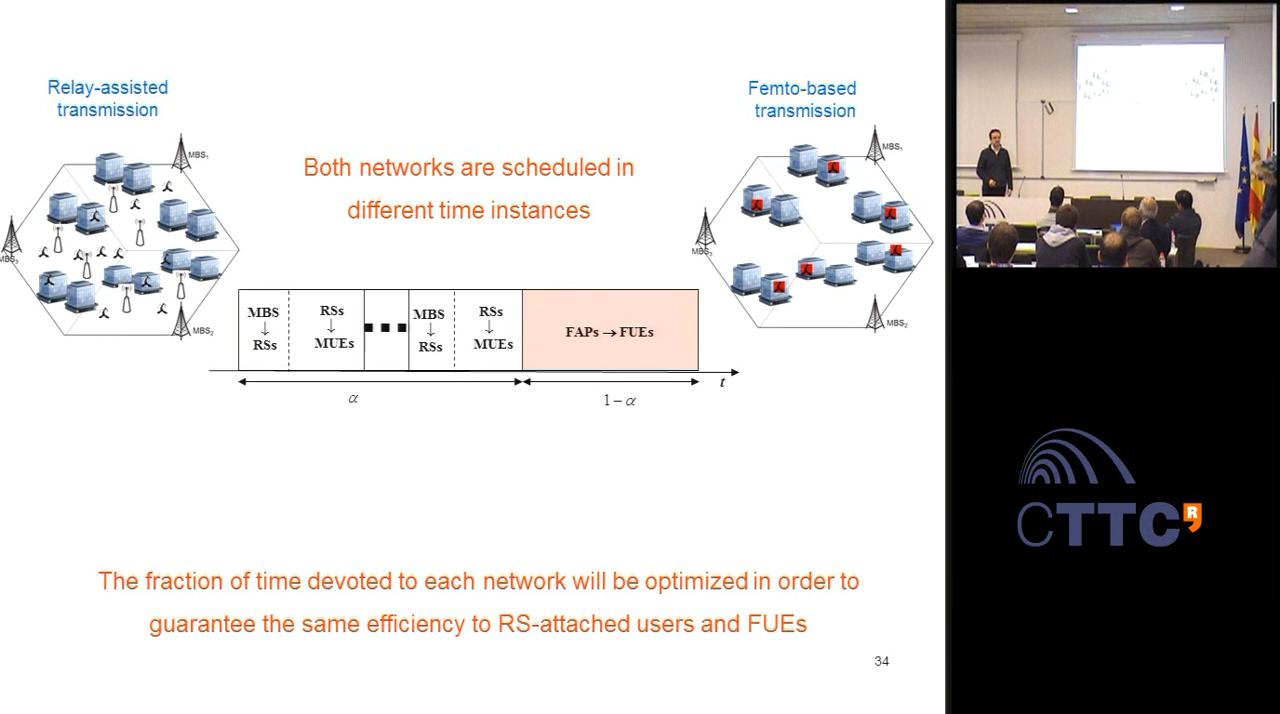 Relay-assisted
transmission
Femto-based
transmission
Both networks are scheduled in
different time instances
MBS1
MBS3
MBS2
MBS1
MBS3
MBS2
MBS
↓
RSs
RSs
↓
MUEs
MBS
↓
RSs
RSs
↓
MUEs
FAPs → FUEs
t
α
1 − α
The fraction of time devoted to each network will be optimized in order to
guarantee the same efficiency to RS-attached users and FUEs
34
CTTC R